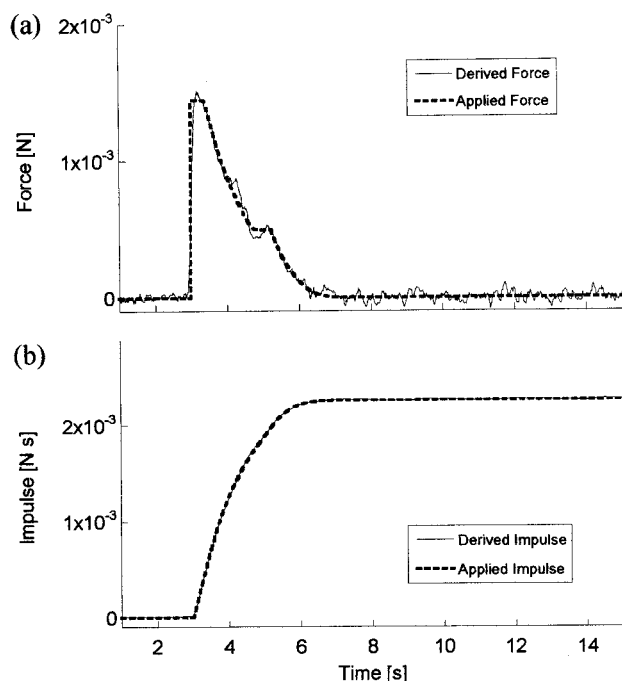 (a)
2x10⁻³
Derived Force
Applied Force
1x10⁻³
Force [N]
0
(b)
2x10⁻³
Impulse [N s]
1x10⁻³
Derived Impulse
Applied Impulse
0
2 4 6 8 10 12 14
Time [s]